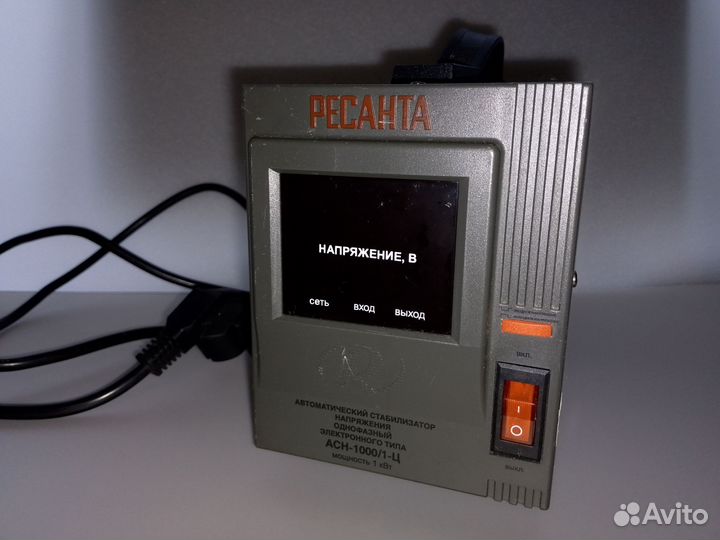 РЕСАНТА
НАПРЯЖЕНИЕ, В
сеть вход выход
ВКЛ.
I
O
ВЫКЛ.
АВТОМАТИЧЕСКИЙ СТАБИЛИЗАТОР
НАПРЯЖЕНИЯ
ОДНОФАЗНЫЙ
ЭЛЕКТРОННОГО ТИПА
АСН-1000/1-Ц
мощность 1 кВт
Avito